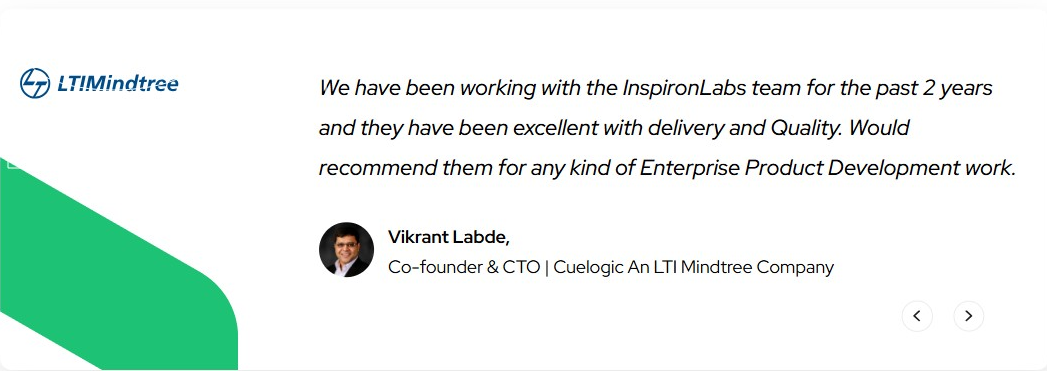 LTIMindtree
We have been working with the InspironLabs team for the past 2 years
and they have been excellent with delivery and Quality. Would
recommend them for any kind of Enterprise Product Development work.
Vikrant Labde,
Co-founder & CTO | Cuelogic An LTI Mindtree Company